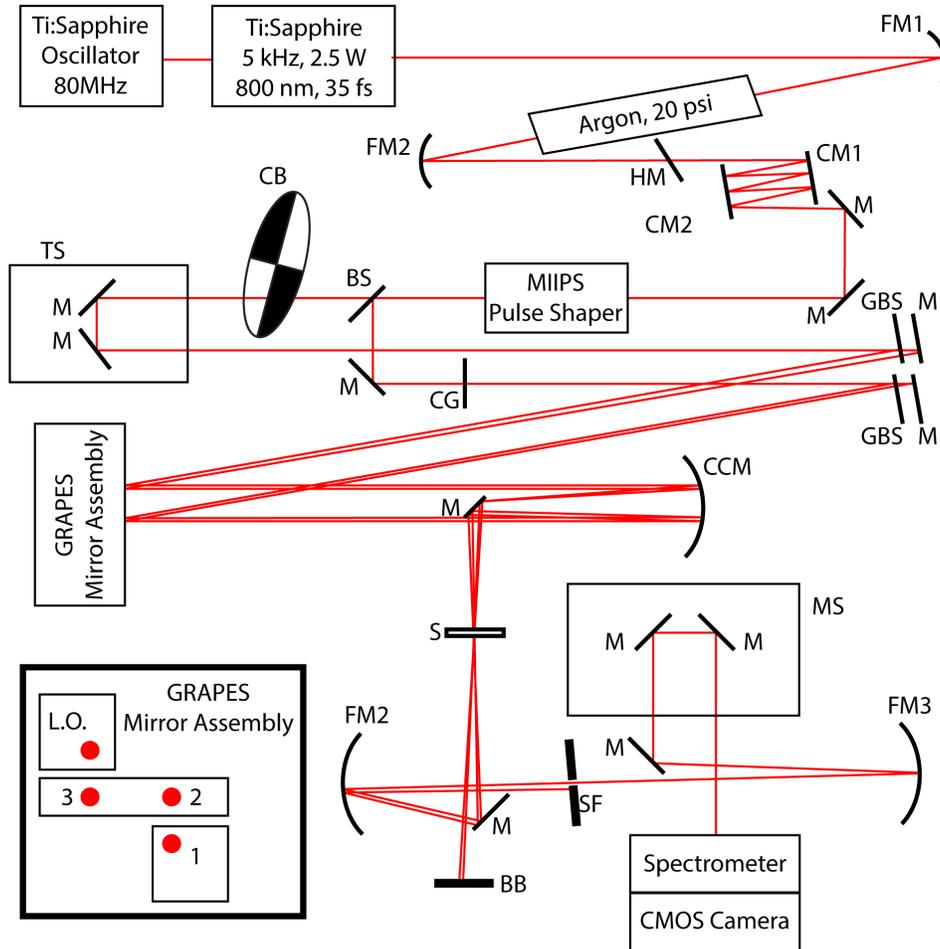 Ti:Sapphire
Oscillator
80MHz
Ti:Sapphire
5 kHz, 2.5 W
800 nm, 35 fs
FM1
Argon, 20 psi
FM2
HM
CM1
CM2
M
CB
TS
M
M
BS
MIIPS
Pulse Shaper
M
GBS
M
M
CG
GBS
M
GRAPES
Mirror Assembly
M
CCM
S
MS
M
M
GRAPES
Mirror Assembly
L.O.
3
2
1
FM2
M
FM3
SF
M
BB
Spectrometer
CMOS Camera